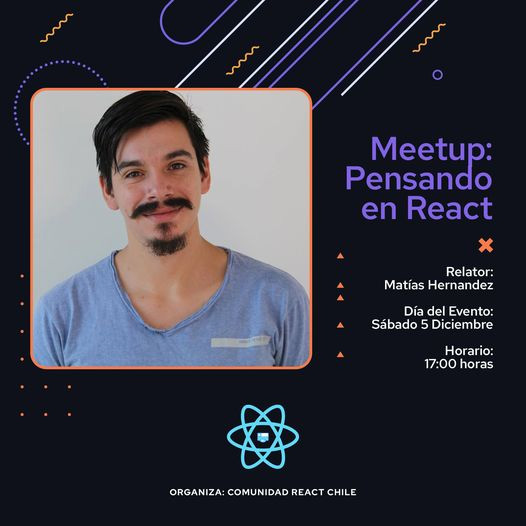 Meetup:
Pensando
en React
Relator:
Matías Hernandez
Día del Evento:
Sábado 5 Diciembre
Horario:
17:00 horas
ORGANIZA: COMUNIDAD REACT CHILE